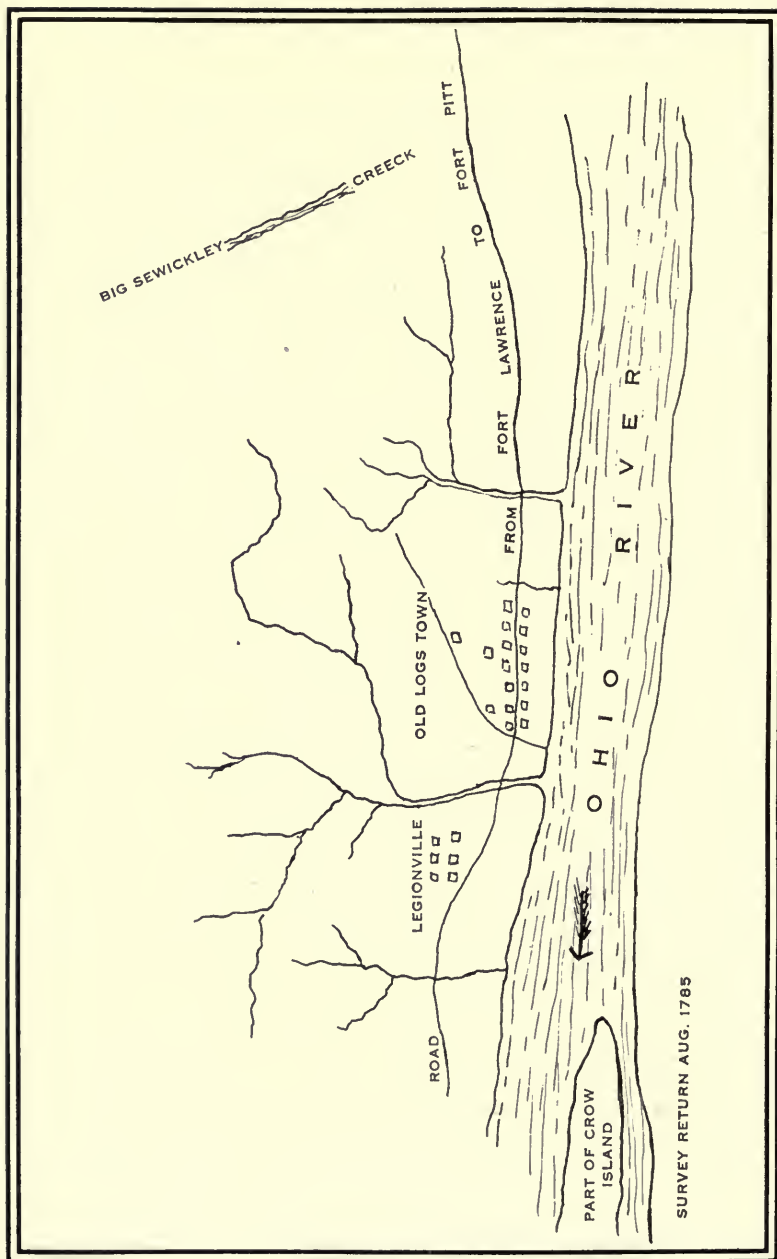 BIG SEWICKLEY CREECK
ROAD FROM FORT LAWRENCE TO FORT PITT
LEGIONVILLE
OLD LOGS TOWN
OHIO RIVER
PART OF CROW
ISLAND
SURVEY RETURN AUG. 1785